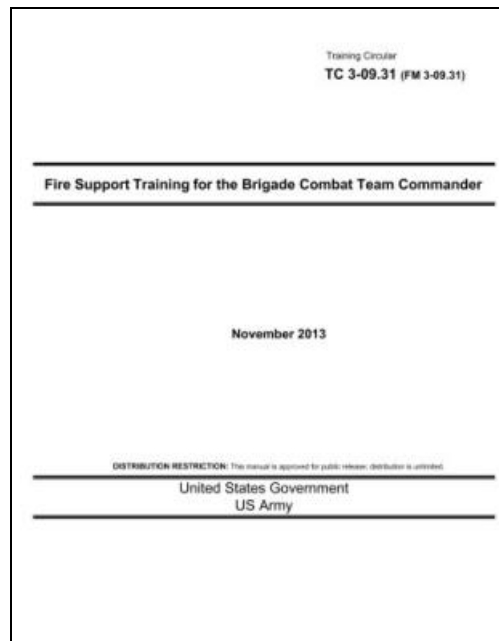 Training Circular
TC 3-09.31 (FM 3-09.31)
Fire Support Training for the Brigade Combat Team Commander
November 2013
DISTRIBUTION RESTRICTION: This manual is approved for public release; distribution is unlimited.
United States Government
US Army